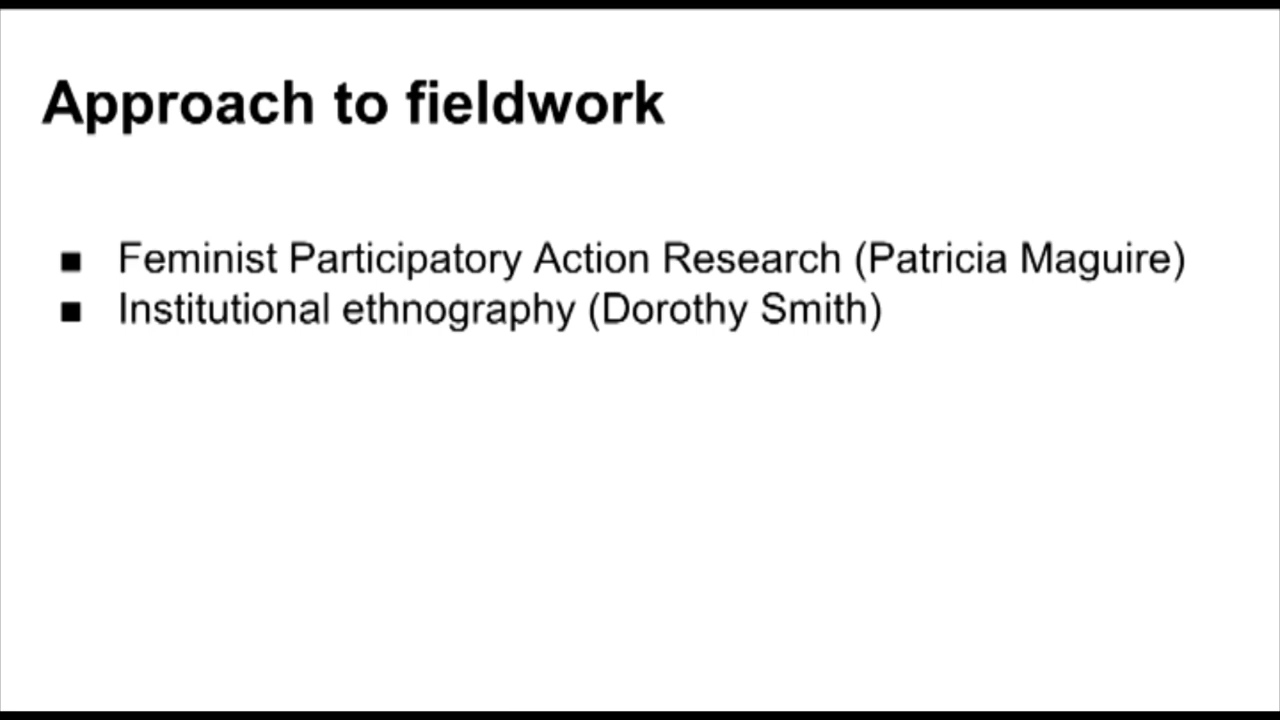 Approach to fieldwork
■ Feminist Participatory Action Research (Patricia Maguire)
■ Institutional ethnography (Dorothy Smith)